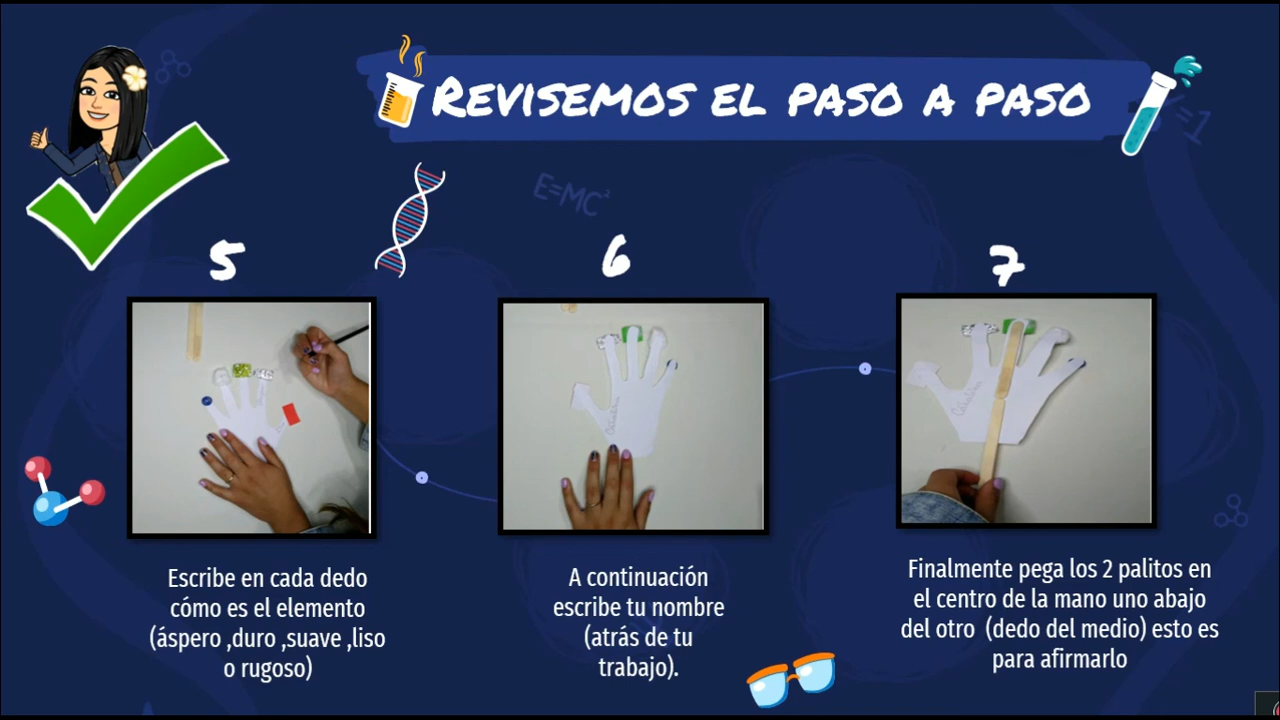 REVISEMOS EL PASO A PASO
E=MC²
=1
5
6
7
Carolina
Escribe en cada dedo
cómo es el elemento
(áspero ,duro ,suave ,liso
o rugoso)
A continuación
escribe tu nombre
(atrás de tu
trabajo).
Finalmente pega los 2 palitos en
el centro de la mano uno abajo
del otro (dedo del medio) esto es
para afirmarlo